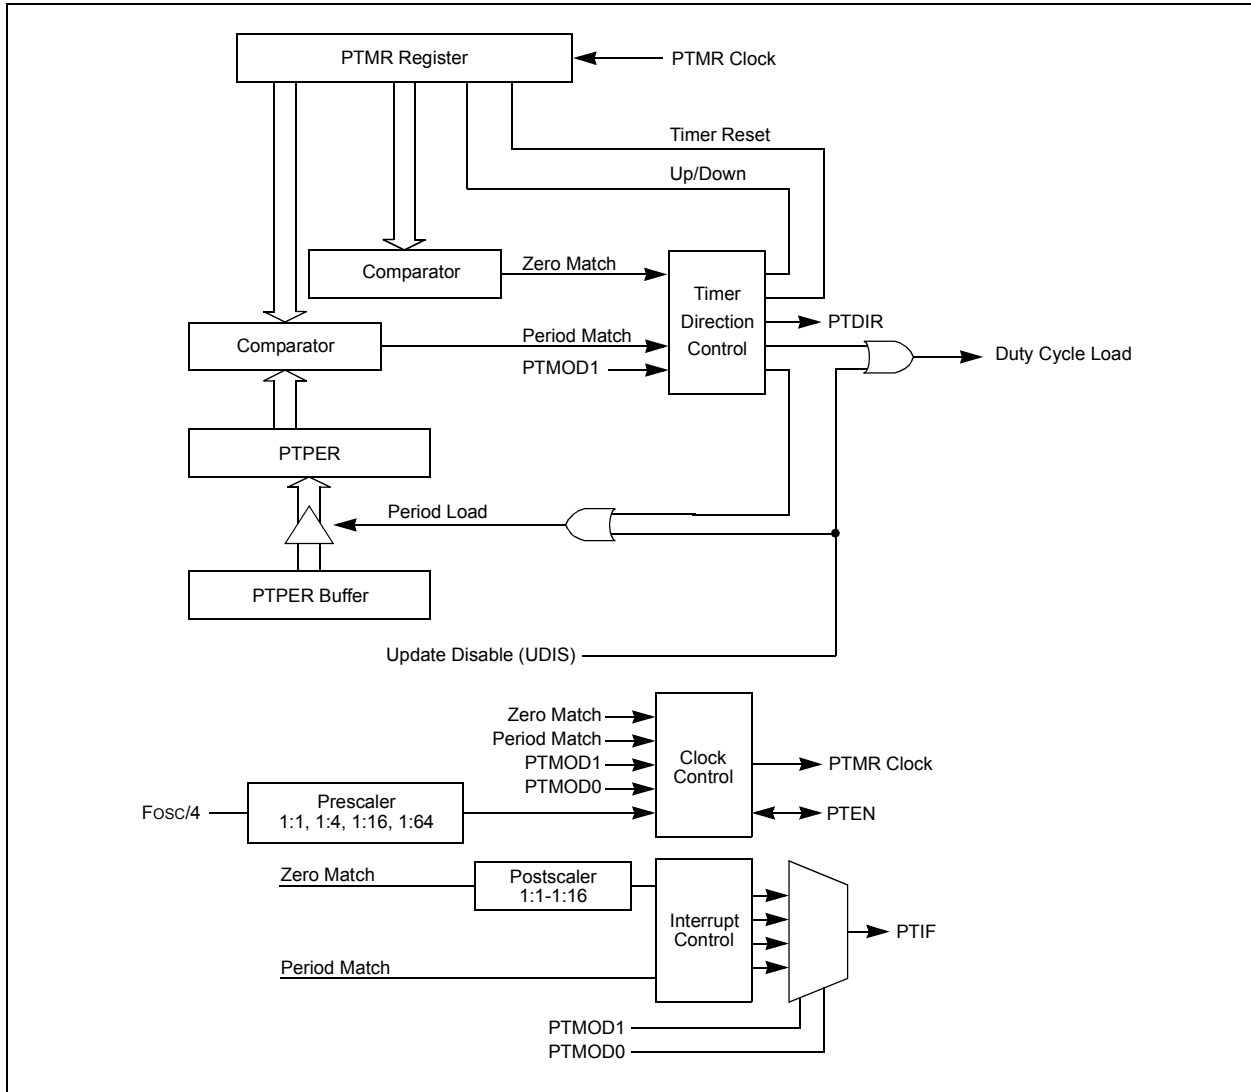 PTMR Register
PTMR Clock
Timer Reset
Up/Down
Comparator
Zero Match
Timer
Direction
Control
PTDIR
Comparator
Period Match
PTMOD1
Duty Cycle Load
PTPER
Period Load
PTPER Buffer
Update Disable (UDIS)
Zero Match
Period Match
PTMOD1
PTMOD0
Clock
Control
PTMR Clock
PTEN
FOSC/4
Prescaler
1:1, 1:4, 1:16, 1:64
Zero Match
Postscaler
1:1-1:16
Interrupt
Control
PTIF
Period Match
PTMOD1
PTMOD0